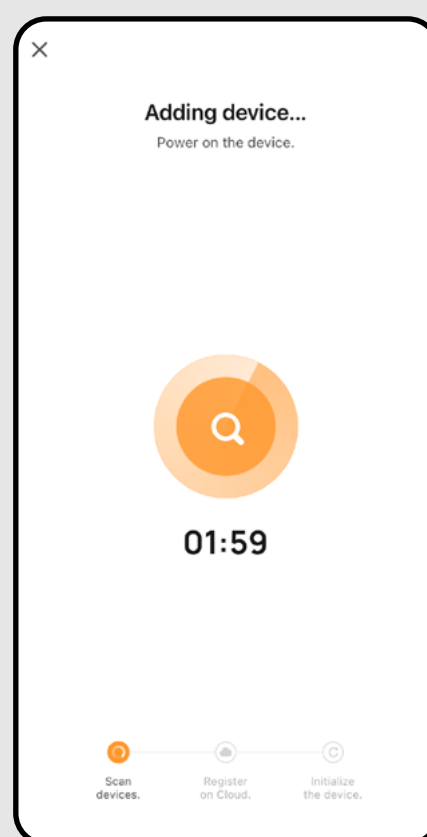 Adding device...
Power on the device.
01:59
Scan
devices.
Register
on Cloud.
Initialize
the device.